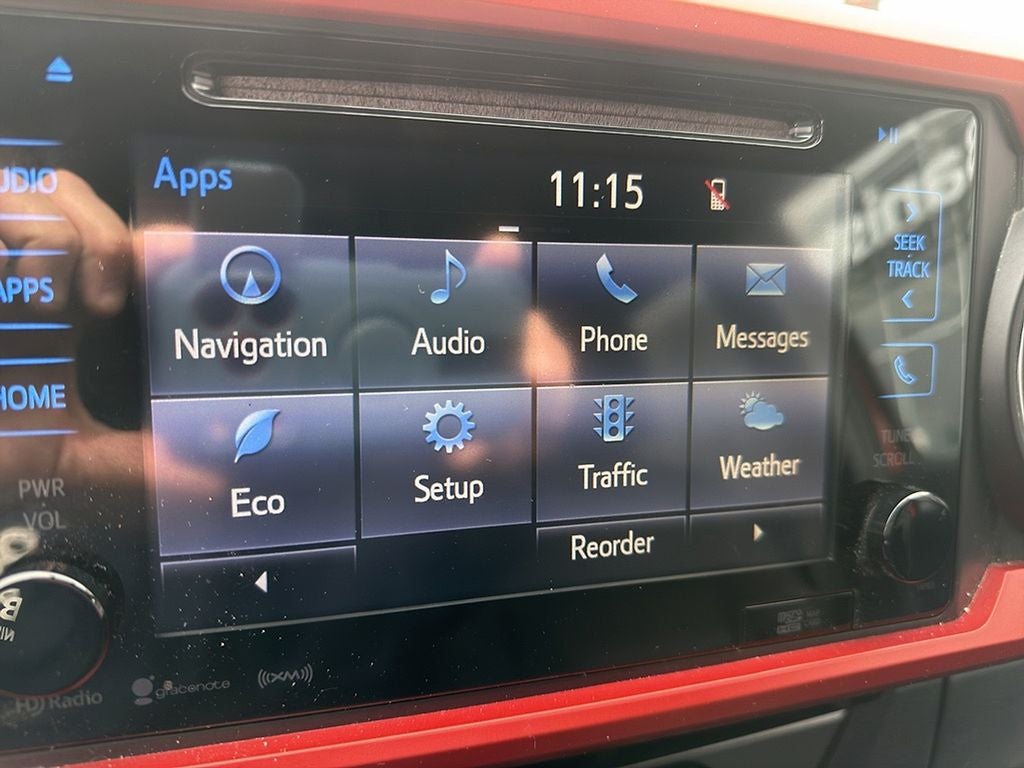 Apps
11:15
UDIO
APPS
HOME
PWR
VOL
Navigation
Audio
Phone
Messages
Eco
Setup
Traffic
Weather
Reorder
SEEK
TRACK
TUNE
SCROLL
HD Radio
gracenote
((XM))